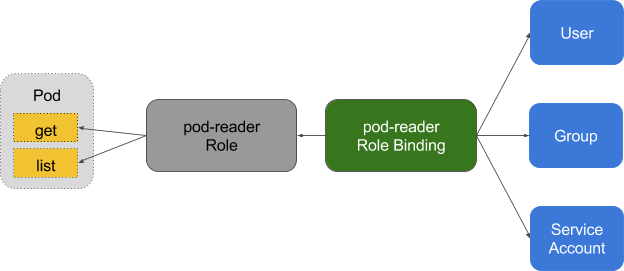 Pod
get
list
pod-reader
Role
pod-reader
Role Binding
User
Group
Service
Account